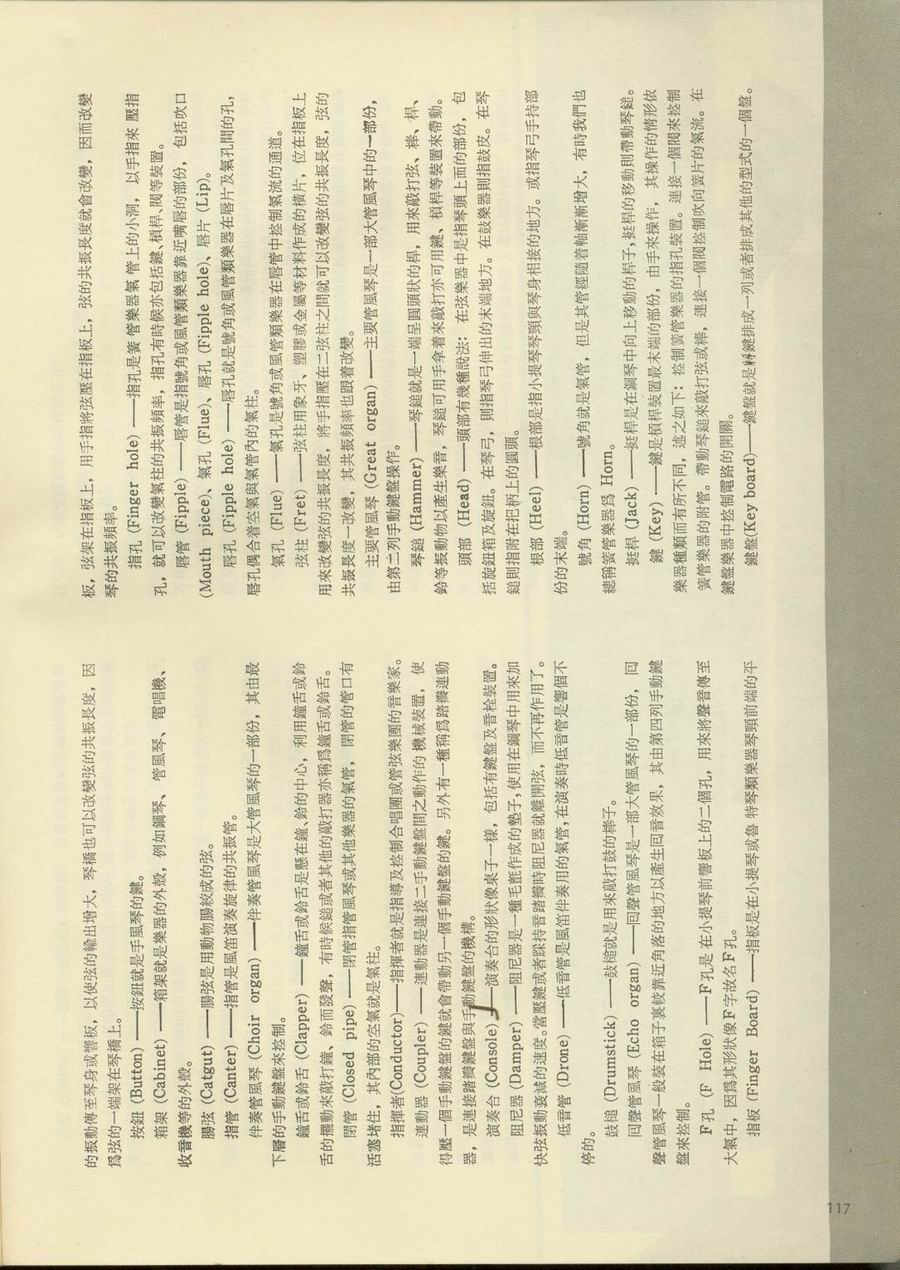 的振動傳至琴身或響板，以使弦的輸出增大，琴橋也可以改變弦的共振長度，因
爲弦的一端架在琴橋上。
按鈕 (Button) ——按鈕就是手風琴的鍵。
箱架 (Cabinet) ——箱架就是樂器的外殼，例如鋼琴、管風琴、電唱機、
收音機等的外殼。
腸弦 (Catgut) ——腸弦是用動物腸絞成的弦。
指管 (Canter) ——指管是風笛演奏旋律的共振管。
伴奏管風琴 (Choir organ) ——伴奏管風琴是大管風琴的一部份，其由最
下層的手動鍵盤來控制。
鐘舌或鈴舌 (Clapper) ——鐘舌或鈴舌是懸在鐘、鈴的中心，利用鐘舌或鈴
舌的擺動來敲打鐘、鈴而發聲，有時候鎚或者其他的敲打器亦稱爲鐘舌或鈴舌。
閉管 (Closed pipe) ——閉管指管風琴或其他樂器的氣管，閉管的管口有
活塞堵住，其內部的空氣就是氣柱。
指揮者 (Conductor)——指揮者就是指導及控制合唱團或管弦樂團的音樂家。
連動器 (Coupler) ——連動器是連接二手動鍵盤間之動作的機械裝置，使
得壓一個手動鍵盤的鍵就會帶動另一個手動鍵盤的鍵。另外有一種稱爲踏瓣連動
器，是連接踏瓣鍵盤與手動鍵盤的機構。
演奏台 (Console) ——演奏台的形狀像桌子一樣，包括有鍵盤及音栓裝置。
阻尼器 (Damper) ——阻尼器是一種毛氈作成的墊子，使用在鋼琴中用來加
快弦振動衰減的速度。當壓鍵或者踩持音踏瓣時阻尼器就離開弦，而不再作用了。
低音管 (Drone) ——低音管是風笛伴奏用的氣管，在演奏時低音管是響個不
停的。
鼓槌 (Drumstick) ——鼓槌就是用來敲打鼓的槌子。
囘聲管風琴 (Echo organ) ——囘聲管風琴是一部大管風琴的一部份，囘
聲管風琴一般裝在箱子裏較靠近角落的地方以產生囘音效果，其由第四列手動鍵
盤來控制。
F孔 (F Hole) ——F孔是在小提琴前響板上的二個孔，用來將聲音傳至
大氣中，因爲其形狀像F字故名F孔。
指板 (Finger Board) ——指板是在小提琴或魯特琴類樂器琴頸前端的平
板，弦架在指板上，用手指將弦壓在指板上，弦的共振長度就會改變，因而改變
琴的共振頻率。
指孔 (Finger hole) ——指孔是簧管樂器氣管上的小洞，以手指來壓指
孔，就可以改變氣柱的共振頻率，指孔有時候亦包括鍵、槓桿、閥等裝置。
唇管 (Fipple) ——唇管是指號角或風管類樂器靠近嘴唇的部份，包括吹口
(Mouth piece)、氣孔 (Flue)、唇孔 (Fipple hole)、唇片 (Lip)。
唇孔 (Fipple hole) ——唇孔就是號角或風管類樂器在唇片及氣孔間的孔，
唇孔偶合着空氣與氣管內的氣柱。
氣孔 (Flue) ——氣孔是號角或風管類樂器在唇管中控制氣流的通道。
弦柱 (Fret) ——弦柱用象牙、塑膠或金屬等材料作成的橫片，位在指板上
用來改變弦的共振長度，將手指壓在二弦柱之間就可以改變弦的共振長度，弦的
共振長度一改變，其共振頻率也跟着改變。
主要管風琴 (Great organ) ——主要管風琴是一部大管風琴中的一部份，
由第二列手動鍵盤操作。
琴鎚 (Hammer) ——琴鎚就是一端呈圓頭狀的桿，用來敲打弦、棒、桿、
鈴等振動物以產生樂音，琴鎚可用手拿着來敲打亦可用鍵、槓桿等裝置來帶動。
頭部 (Head) ——頭部有幾種說法：在弦樂器中是指琴頭上面的部份，包
括旋鈕箱及旋鈕。在琴弓，則指琴弓伸出的末端地方。在鼓樂器則指鼓皮。在琴
鎚則指附在把柄上的圓頭。
根部 (Heel) ——根部是指小提琴琴頸與琴身相接的地方。或指琴弓手持部
份的末端。
號角 (Horn) ——號角就是氣管，但是其管經隨着軸漸漸增大，有時我們也
總稱簧管樂器爲 Horn。
挺桿 (Jack) ——挺桿是在鋼琴中向上移動的桿子，挺桿的移動則帶動琴鎚。
鍵 (Key) ——鍵是槓桿裝置最末端的部份，由手來操作，其操作的情形依
樂器種類而有所不同，述之如下：控制簧管樂器的指孔裝置。連接一個閥來控制
簧管樂器的附管。帶動琴鎚來敲打弦或棒，連接一個閥控制吹向簧片的氣流。在
鍵盤樂器中控制電路的開關。
鍵盤(Key board)——鍵盤就是將鍵排成一列或者排成其他的型式的一個盤。
117